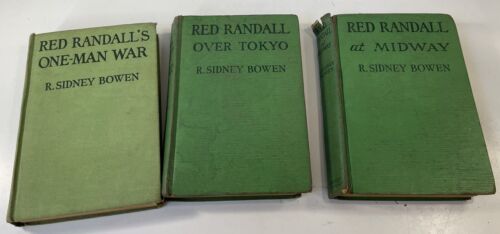 RED RANDALL'S
ONE-MAN WAR
R. SIDNEY BOWEN
RED RANDALL
OVER TOKYO
R. SIDNEY BOWEN
RED RANDALL
at MIDWAY
R. SIDNEY BOWEN